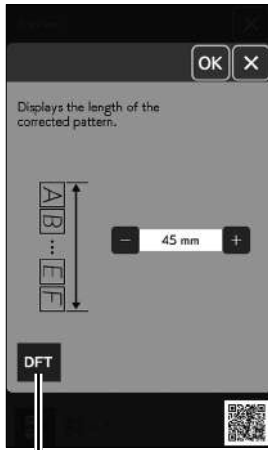 OK
Displays the length of the
corrected pattern.
A
B
E
F
- 45 mm +
DFT